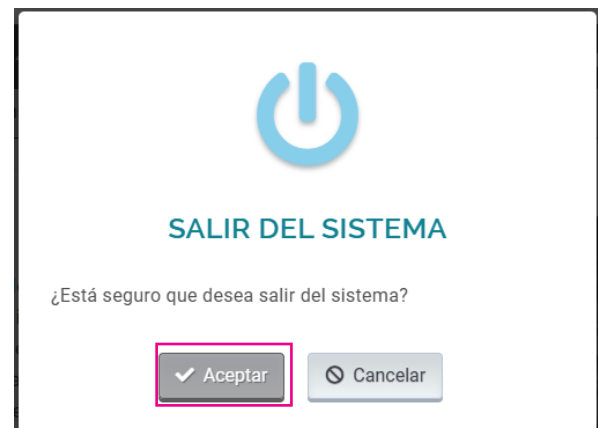 SALIR DEL SISTEMA
¿Está seguro que desea salir del sistema?
Aceptar
Cancelar